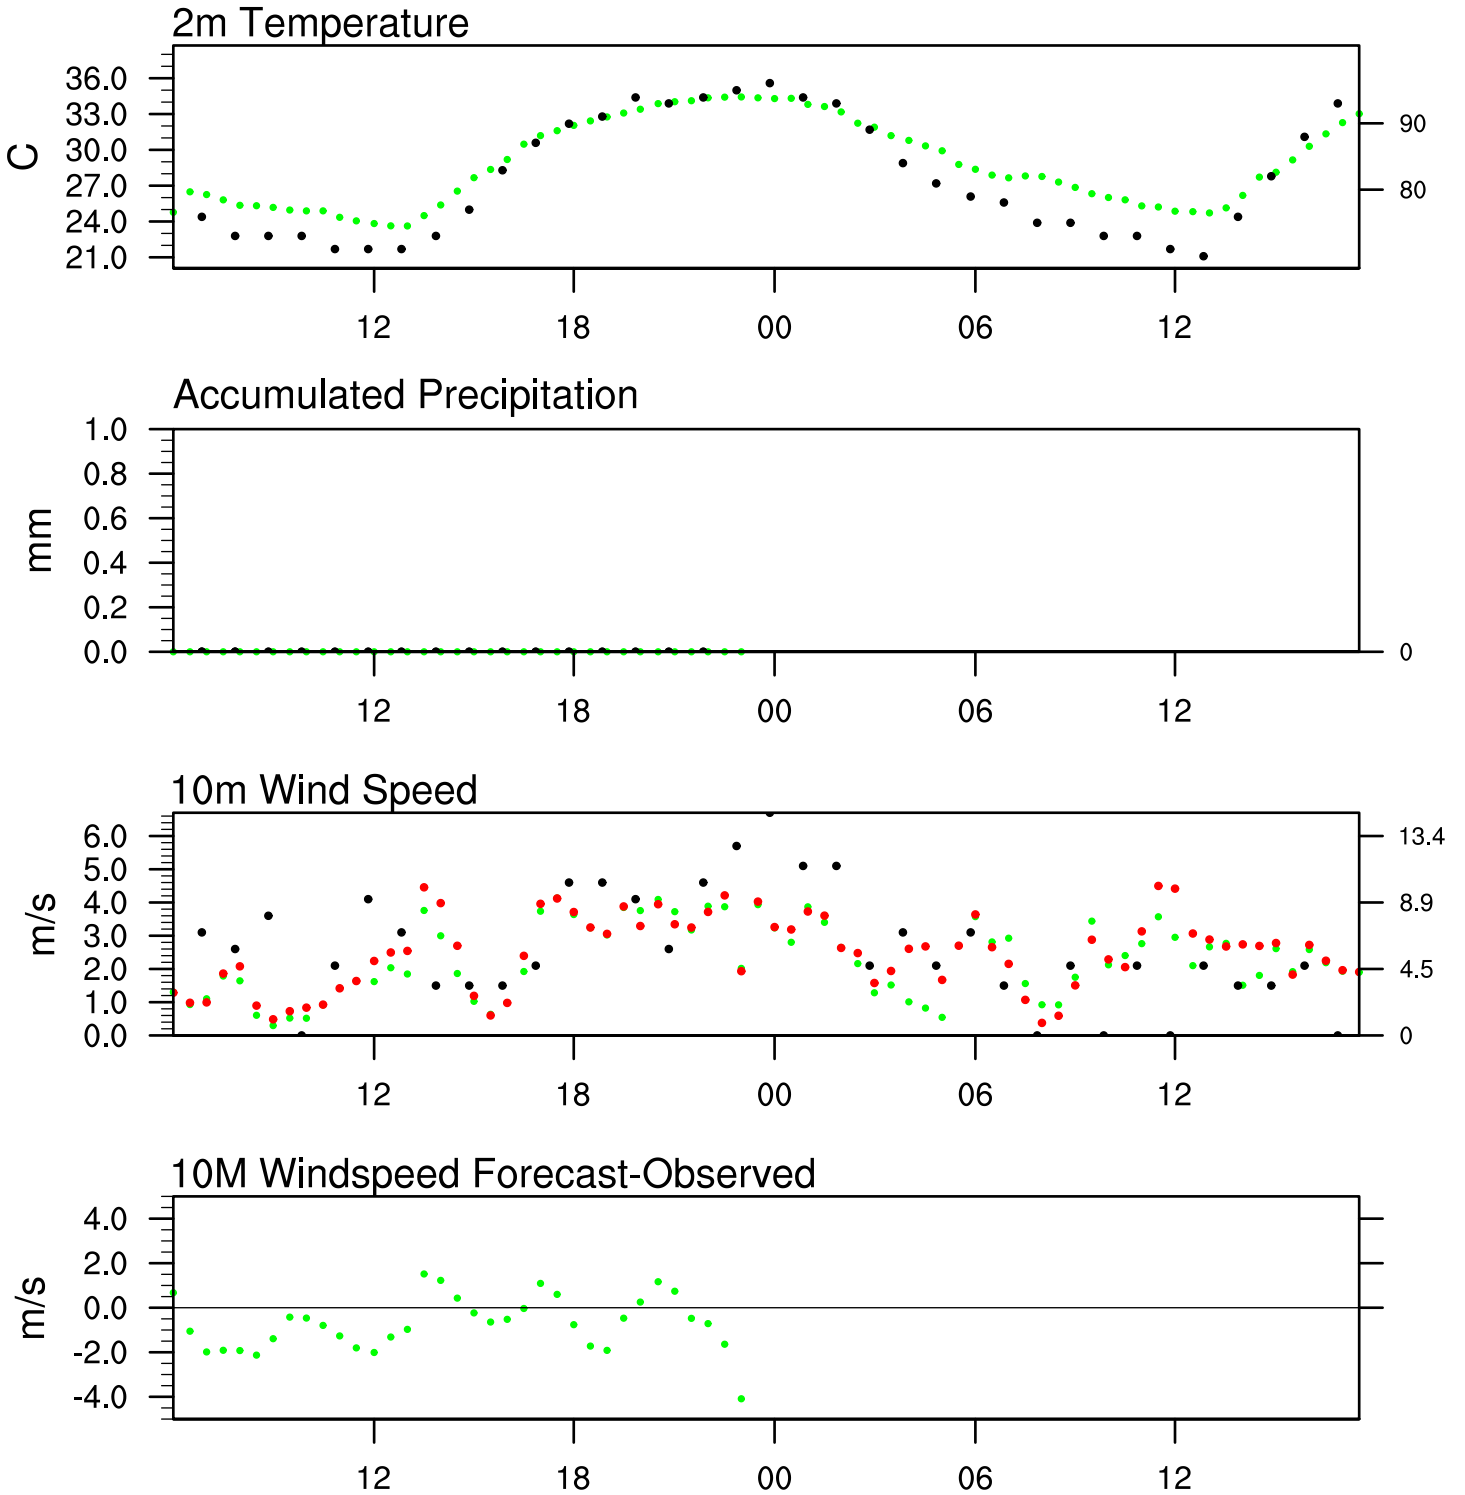 2m Temperature
36.0
33.0
30.0
27.0
24.0
21.0
C
90
80
12 18 00 06 12
Accumulated Precipitation
1.0
0.8
0.6
0.4
0.2
0.0
mm
0
12 18 00 06 12
10m Wind Speed
6.0
5.0
4.0
3.0
2.0
1.0
0.0
m/s
13.4
8.9
4.5
0
12 18 00 06 12
10M Windspeed Forecast-Observed
4.0
2.0
0.0
-2.0
-4.0
m/s
12 18 00 06 12